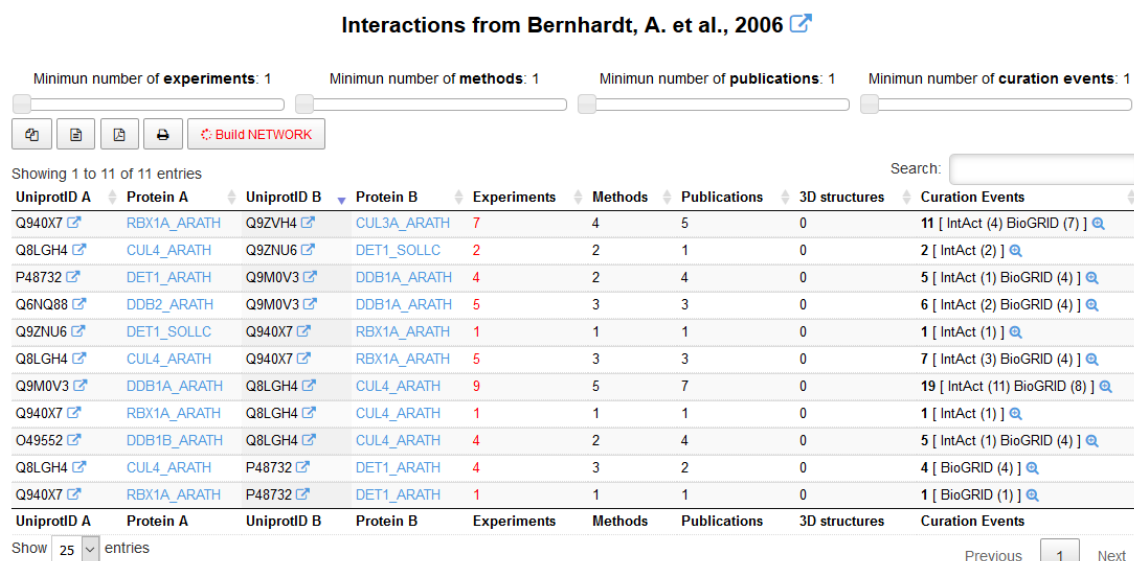 Interactions from Bernhardt, A. et al., 2006
Minimun number of experiments: 1 Minimun number of methods: 1 Minimun number of publications: 1 Minimun number of curation events: 1
Build NETWORK
Showing 1 to 11 of 11 entries Search:
UniprotID A Protein A UniprotID B Protein B Experiments Methods Publications 3D structures Curation Events
Q940X7 RBX1A_ARATH Q9ZVH4 CUL3A_ARATH 7 4 5 0 11 [ IntAct (4) BioGRID (7) ]
Q8LGH4 CUL4_ARATH Q9ZNU6 DET1_SOLLC 2 2 1 0 2 [ IntAct (2) ]
P48732 DET1_ARATH Q9M0V3 DDB1A_ARATH 4 2 4 0 5 [ IntAct (1) BioGRID (4) ]
Q6NQ88 DDB2_ARATH Q9M0V3 DDB1A_ARATH 5 3 3 0 6 [ IntAct (2) BioGRID (4) ]
Q9ZNU6 DET1_SOLLC Q940X7 RBX1A_ARATH 1 1 1 0 1 [ IntAct (1) ]
Q8LGH4 CUL4_ARATH Q940X7 RBX1A_ARATH 5 3 3 0 7 [ IntAct (3) BioGRID (4) ]
Q9M0V3 DDB1A_ARATH Q8LGH4 CUL4_ARATH 9 5 7 0 19 [ IntAct (11) BioGRID (8) ]
Q940X7 RBX1A_ARATH Q8LGH4 CUL4_ARATH 1 1 1 0 1 [ IntAct (1) ]
O49552 DDB1B_ARATH Q8LGH4 CUL4_ARATH 4 2 4 0 5 [ IntAct (1) BioGRID (4) ]
Q8LGH4 CUL4_ARATH P48732 DET1_ARATH 4 3 2 0 4 [ BioGRID (4) ]
Q940X7 RBX1A_ARATH P48732 DET1_ARATH 1 1 1 0 1 [ BioGRID (1) ]
UniprotID A Protein A UniprotID B Protein B Experiments Methods Publications 3D structures Curation Events
Show 25 entries Previous 1 Next